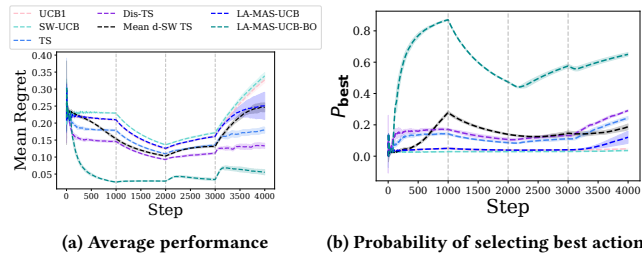 UCB1
SW-UCB
TS
Dis-TS
Mean d-SW TS
LA-MAS-UCB
LA-MAS-UCB-BO
Mean Regret
0.40
0.35
0.30
0.25
0.20
0.15
0.10
0.05
0 500 1000 1500 2000 2500 3000 3500 4000
Step
(a) Average performance
P_best
0.8
0.6
0.4
0.2
0.0
0 500 1000 1500 2000 2500 3000 3500 4000
Step
(b) Probability of selecting best action